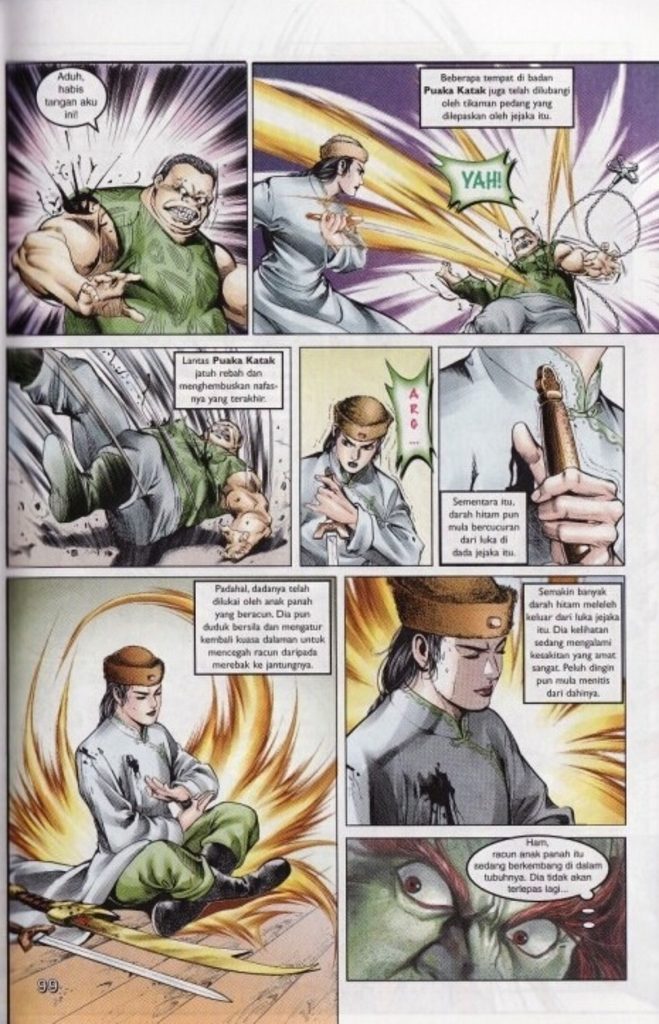 Aduh,
habis
tangan aku
ini!
Beberapa tempat di badan
Puaka Katak juga telah dilubangi
oleh tikaman pedang yang
dilepaskan oleh jejaka itu.
YAH!
Lantas Puaka Katak
jatuh rebah dan
menghembuskan nafas-
nya yang terakhir.
ARG...
Sementara itu,
darah hitam pun
mula bercucuran
dari luka di
dada jejaka itu.
Padahal, dadanya telah
dilukai oleh anak panah
yang beracun. Dia pun
duduk bersila dan mengatur
kembali kuasa dalaman untuk
mencegah racun daripada
merebak ke jantungnya.
Semakin banyak
darah hitam meleleh
keluar dari luka jejaka
itu. Dia kelihatan
sedang mengalami
kesakitan yang amat
sangat. Peluh dingin
pun mula menitis
dari dahinya.
Ham,
racun anak panah itu
sedang berkembang di dalam
tubuhnya. Dia tidak akan
terlepas lagi...
99